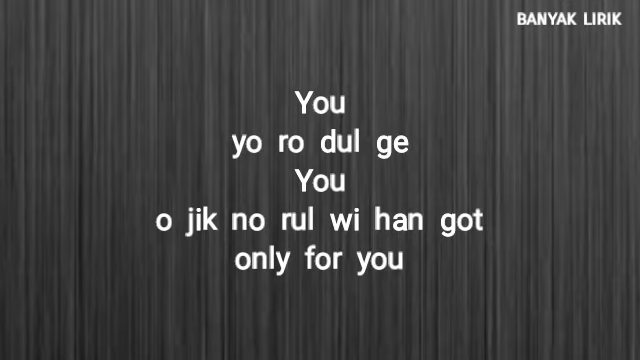 BANYAK LIRIK
You
yo ro dul ge
You
o jik no rul wi han got
only for you